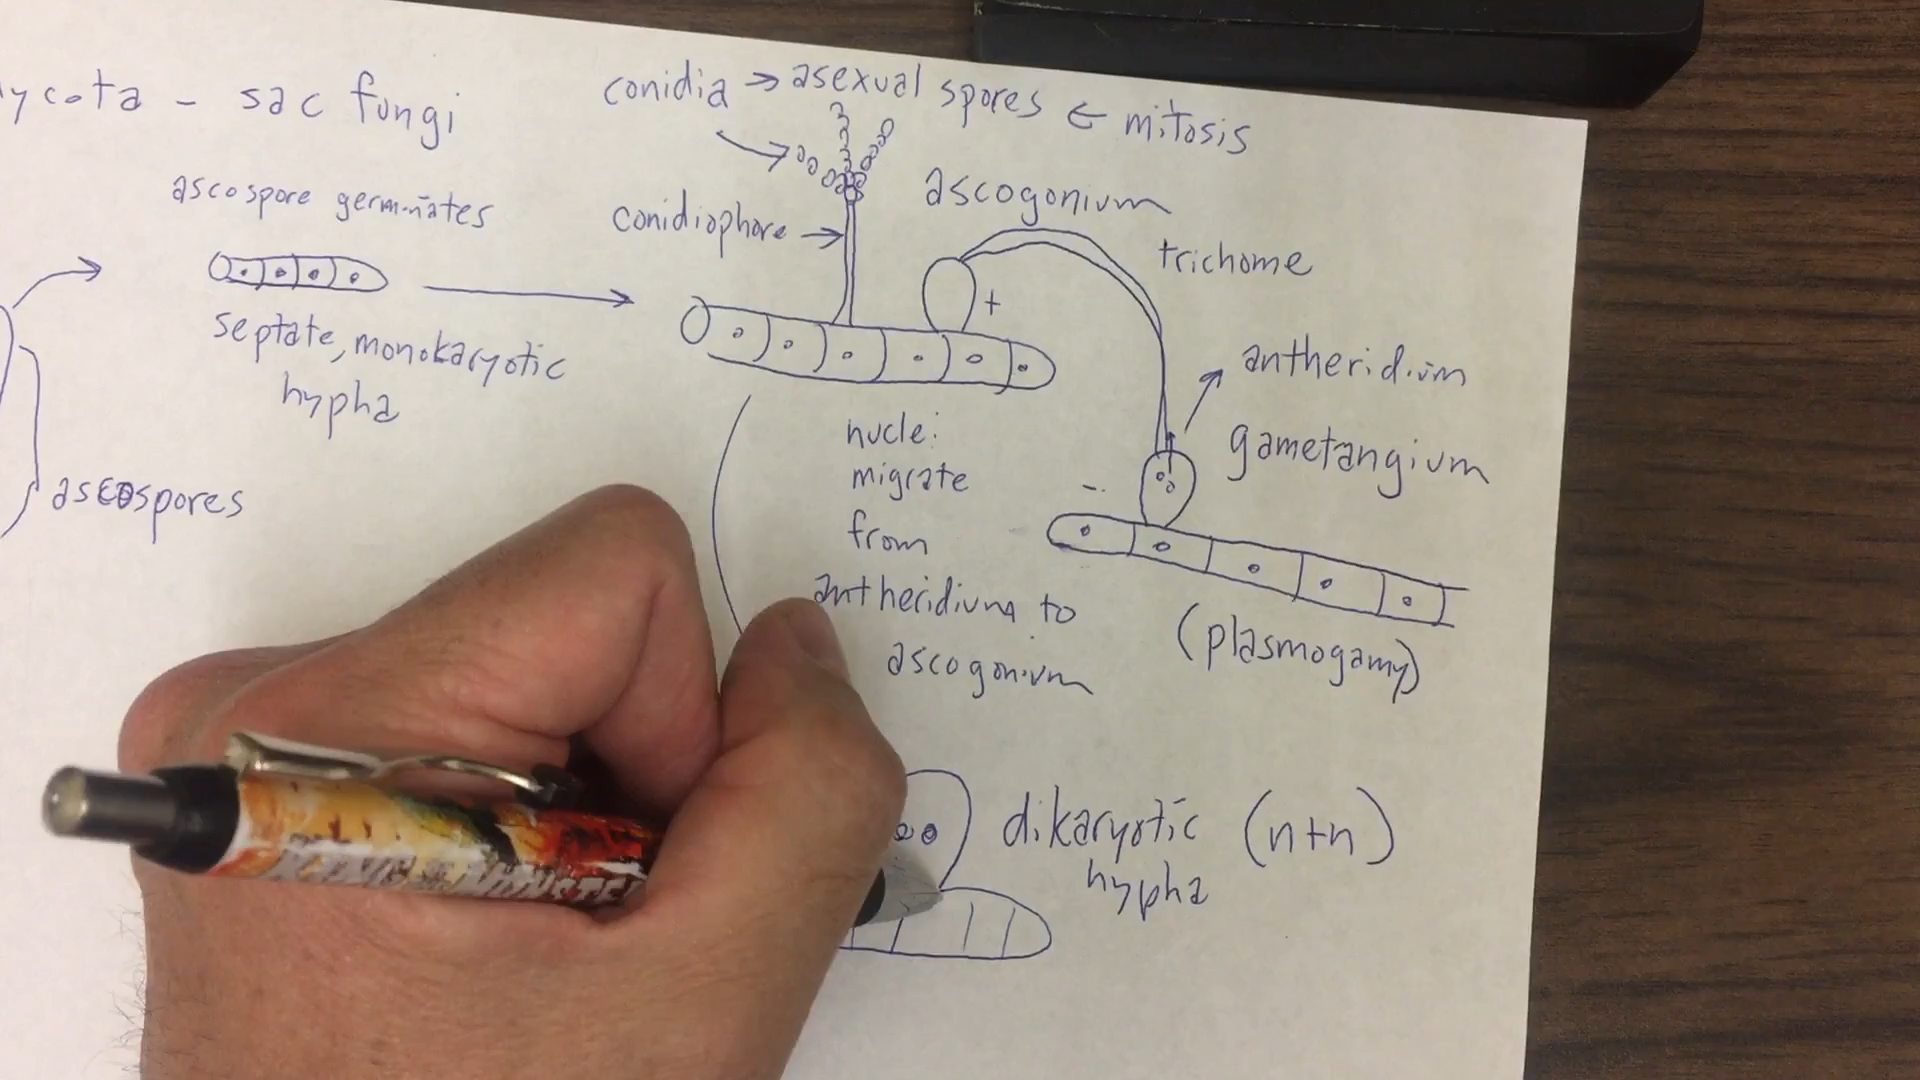 ycota - sac fungi
conidia → asexual spores ← mitosis
ascospore germinates
conidiophore →
ascogonium
+
trichome
septate, monokaryotic
hypha
antheridium
gametangium
-
nuclei
migrate
from
antheridium to
ascogonium
(plasmogamy)
ascospores
dikaryotic (n+n)
hypha